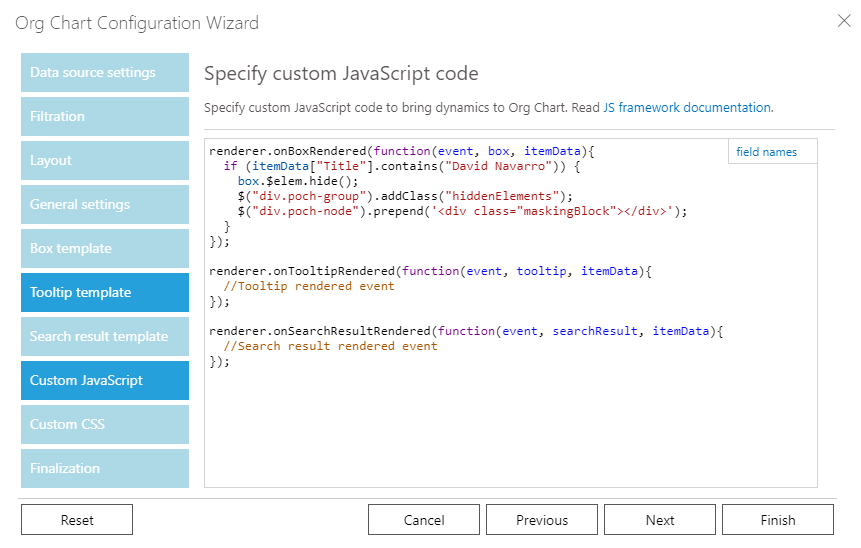 Org Chart Configuration Wizard
Data source settings
Filtration
Layout
General settings
Box template
Tooltip template
Search result template
Custom JavaScript
Custom CSS
Finalization
Specify custom JavaScript code
Specify custom JavaScript code to bring dynamics to Org Chart. Read JS framework documentation.
field names
renderer.onBoxRendered(function(event, box, itemData){
  if (itemData["Title"].contains("David Navarro")) {
    box.$elem.hide();
    $("div.poch-group").addClass("hiddenElements");
    $("div.poch-node").prepend('<div class="maskingBlock"></div>');
  }
});
renderer.onTooltipRendered(function(event, tooltip, itemData){
  //Tooltip rendered event
});
renderer.onSearchResultRendered(function(event, searchResult, itemData){
  //Search result rendered event
});
Reset
Cancel
Previous
Next
Finish